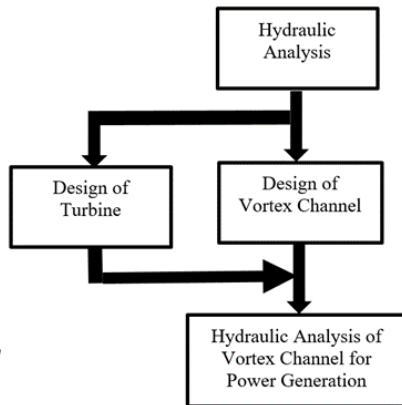 Hydraulic
Analysis
Design of
Turbine
Design of
Vortex Channel
Hydraulic Analysis of
Vortex Channel for
Power Generation